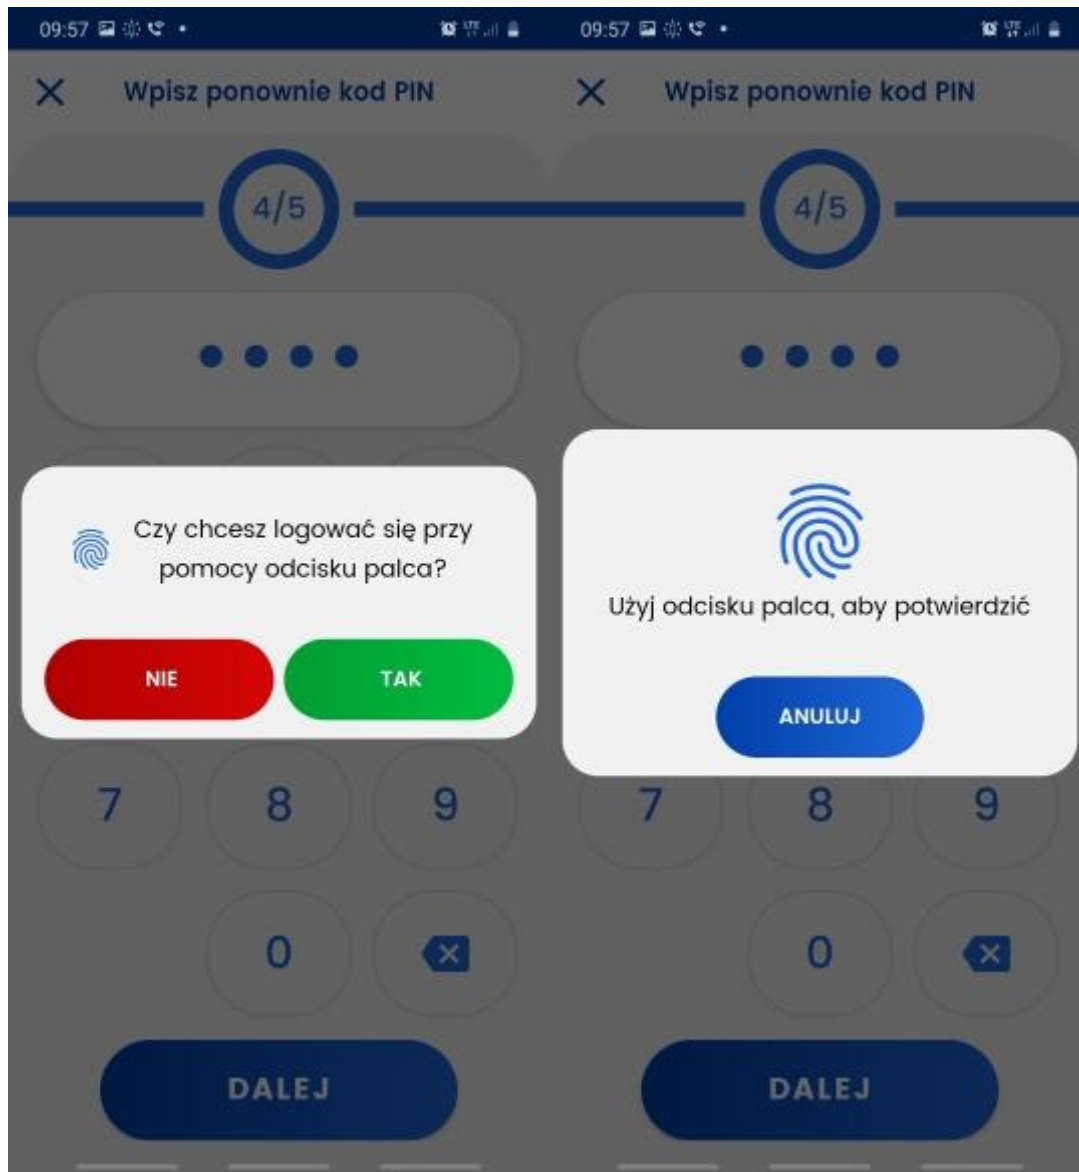 09:57
Wpisz ponownie kod PIN
4/5
Czy chcesz logować się przy
pomocy odcisku palca?
NIE
TAK
7 8 9
0
DALEJ
09:57
Wpisz ponownie kod PIN
4/5
Użyj odcisku palca, aby potwierdzić
ANULUJ
7 8 9
0
DALEJ